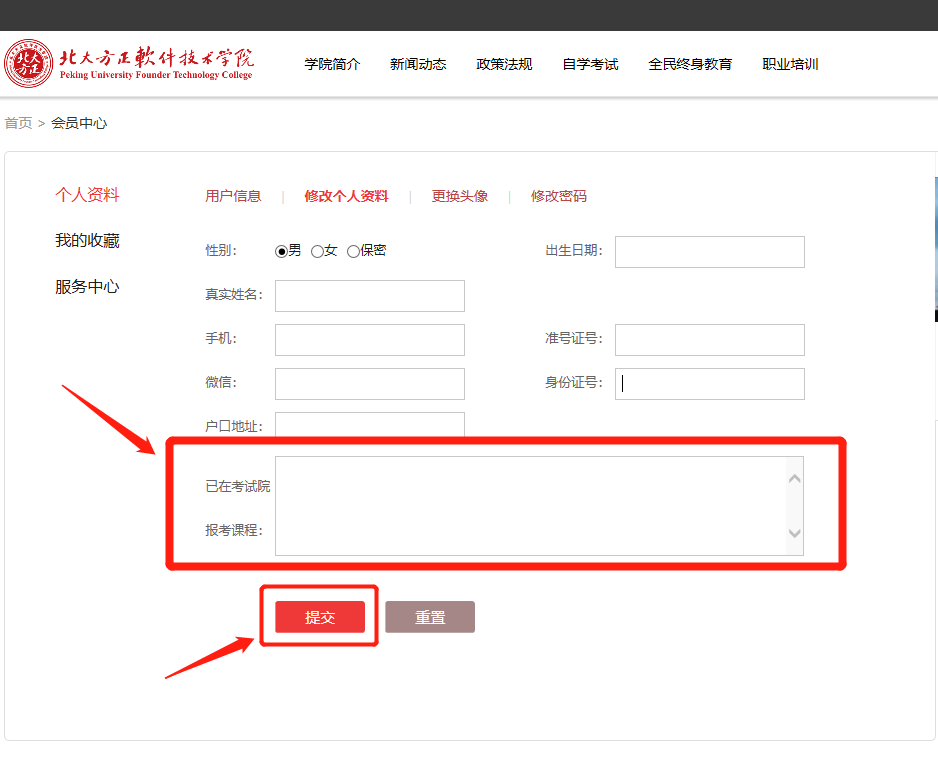 北大方正軟件技术学院
Peking University Founder Technology College
学院简介 新闻动态 政策法规 自学考试 全民终身教育 职业培训
首页 > 会员中心
个人资料
我的收藏
服务中心
用户信息 | 修改个人资料 | 更换头像 | 修改密码
性别: 男 女 保密 出生日期:
真实姓名:
手机: 准号证号:
微信: 身份证号:
户口地址:
已在考试院
报考课程:
提交 重置